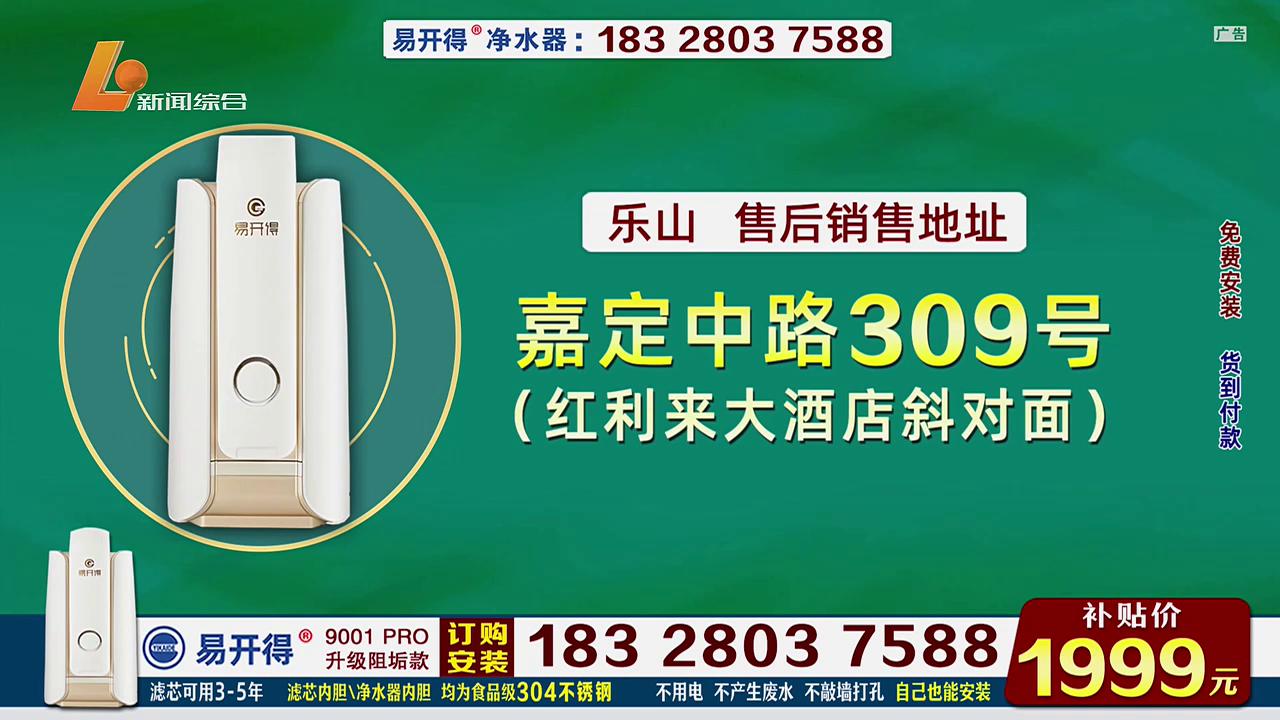 易开得®净水器：183 2803 7588
广告
新闻综合
易开得
乐山 售后销售地址
嘉定中路309号
（红利来大酒店斜对面）
免费安装 货到付款
易开得
YIKAIDE
易开得®
9001 PRO
升级阻垢款
订购
安装
183 2803 7588
补贴价
1999元
滤芯可用3-5年 滤芯内胆\净水器内胆 均为食品级304不锈钢 不用电 不产生废水 不敲墙打孔 自己也能安装